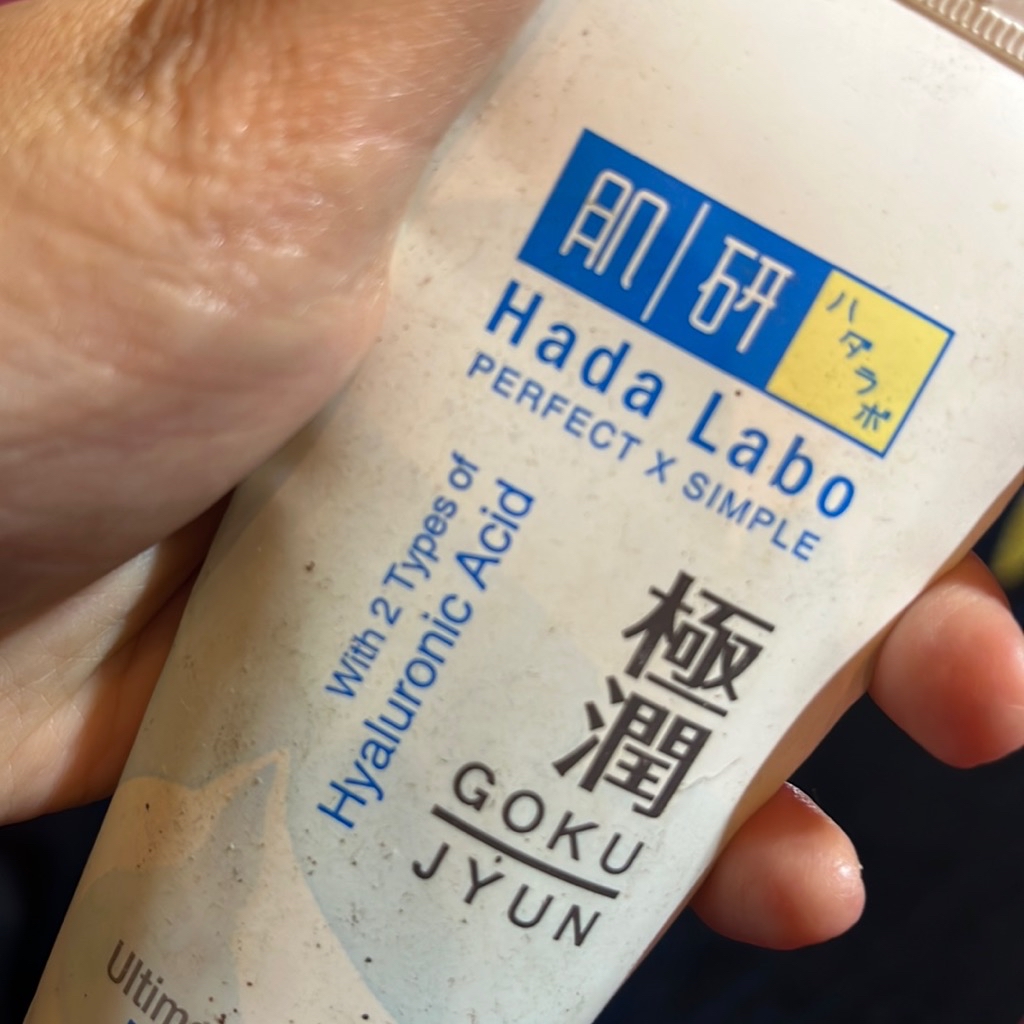 肌研
ハダラボ
Hada Labo
PERFECT X SIMPLE
With 2 Types of
Hyaluronic Acid
極潤
GOKU
JYUN